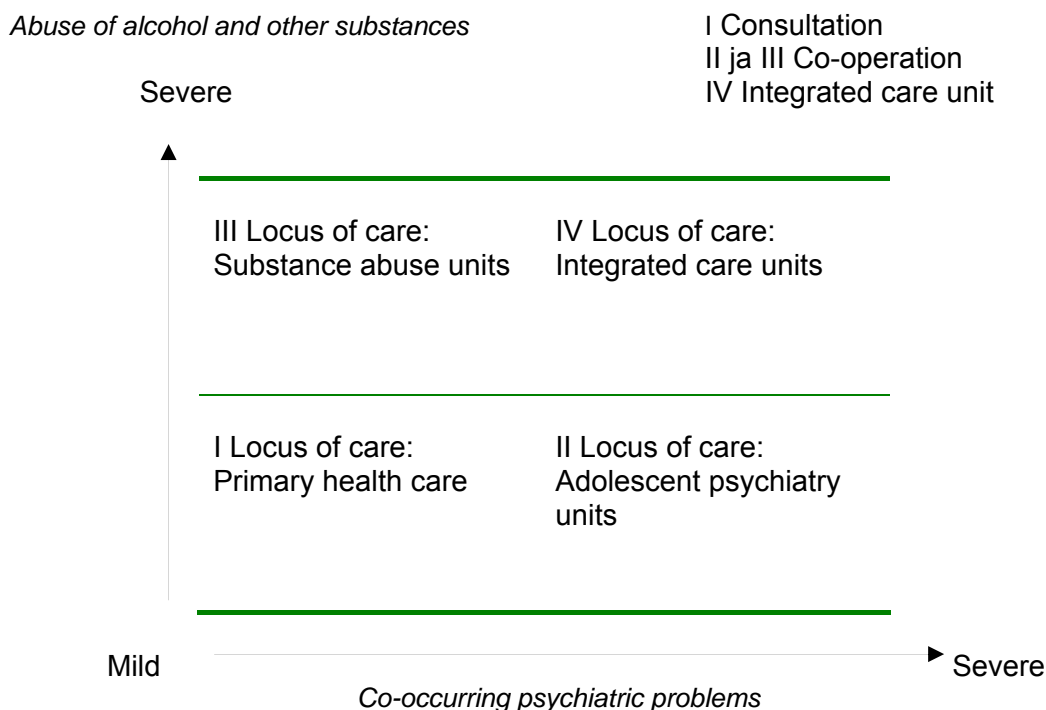 Abuse of alcohol and other substances
I Consultation
II ja III Co-operation
IV Integrated care unit
Severe
III Locus of care:
Substance abuse units
IV Locus of care:
Integrated care units
I Locus of care:
Primary health care
II Locus of care:
Adolescent psychiatry
units
Mild
Severe
Co-occurring psychiatric problems